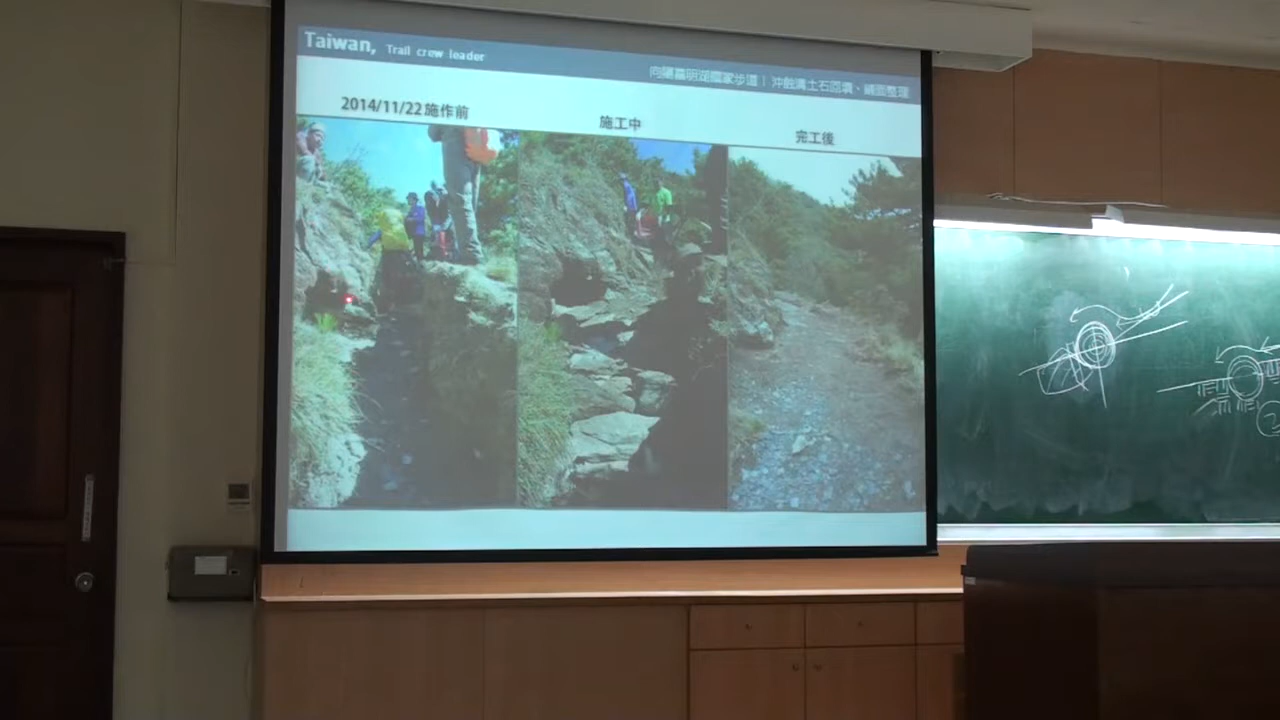 Taiwan, Trail crew leader
向陽嘉明湖國家步道 | 沖蝕溝土石回填、鋪面整理
2014/11/22 施作前
施工中
完工後